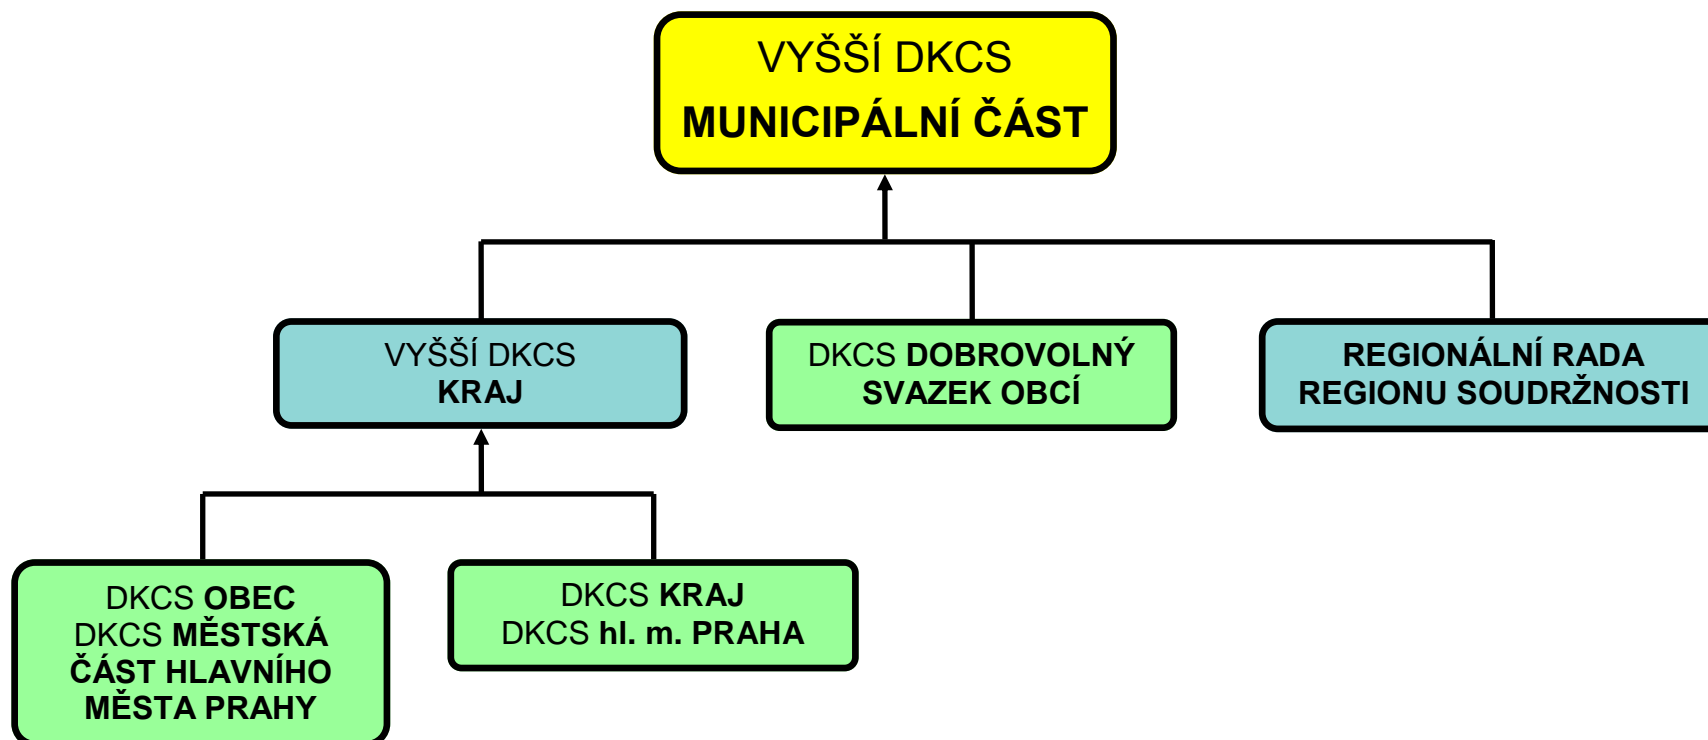 VYŠŠÍ DKCS
MUNICIPÁLNÍ ČÁST
VYŠŠÍ DKCS
KRAJ
DKCS DOBROVOLNÝ
SVAZEK OBCÍ
REGIONÁLNÍ RADA
REGIONU SOUDRŽNOSTI
DKCS OBEC
DKCS MĚSTSKÁ
ČÁST HLAVNÍHO
MĚSTA PRAHY
DKCS KRAJ
DKCS hl. m. PRAHA